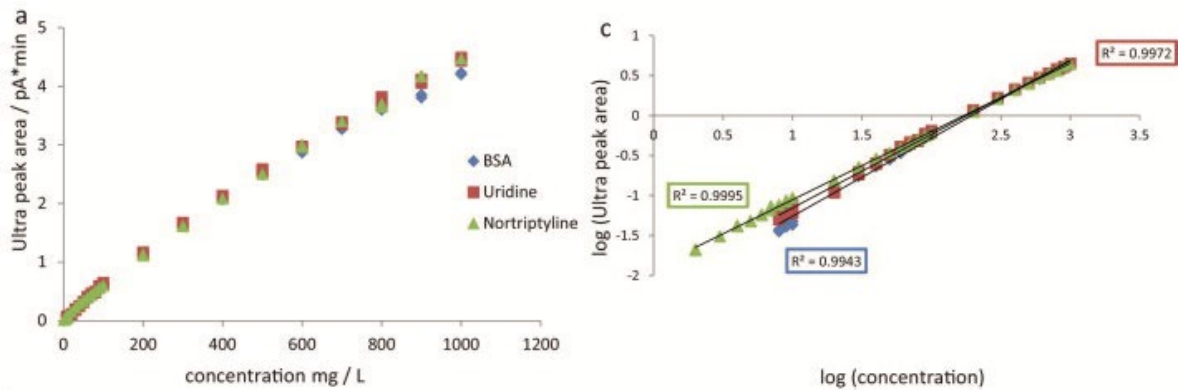 a
Ultra peak area / pA*min
5
4
3
2
1
0
0 200 400 600 800 1000 1200
concentration mg / L
BSA
Uridine
Nortriptyline
c
log (Ultra peak area)
1
0.5
0
-0.5
-1
-1.5
-2
0 0.5 1 1.5 2 2.5 3 3.5
R² = 0.9972
R² = 0.9995
R² = 0.9943
log (concentration)